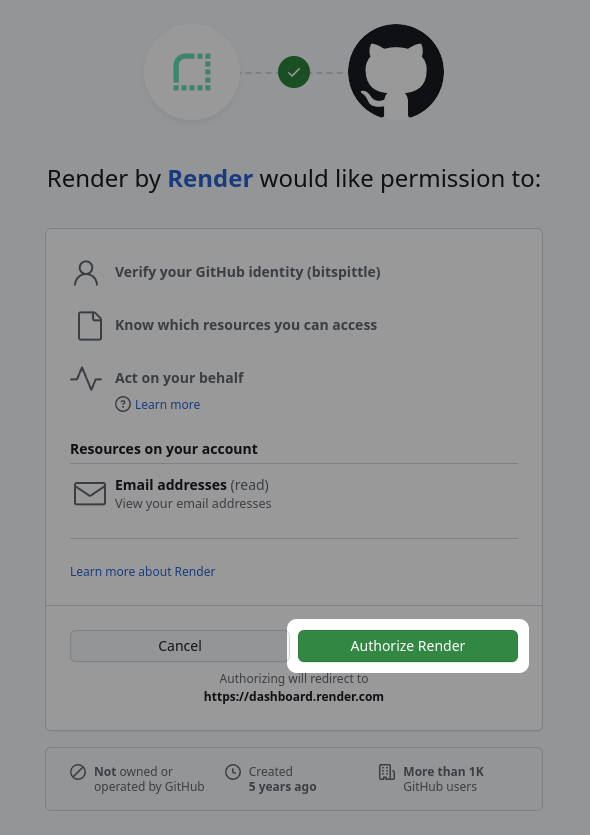 Render by Render would like permission to:
Verify your GitHub identity (bitspittle)
Know which resources you can access
Act on your behalf
Learn more
Resources on your account
Email addresses (read)
View your email addresses
Learn more about Render
Cancel
Authorize Render
Authorizing will redirect to
https://dashboard.render.com
Not owned or
operated by GitHub
Created
5 years ago
More than 1K
GitHub users